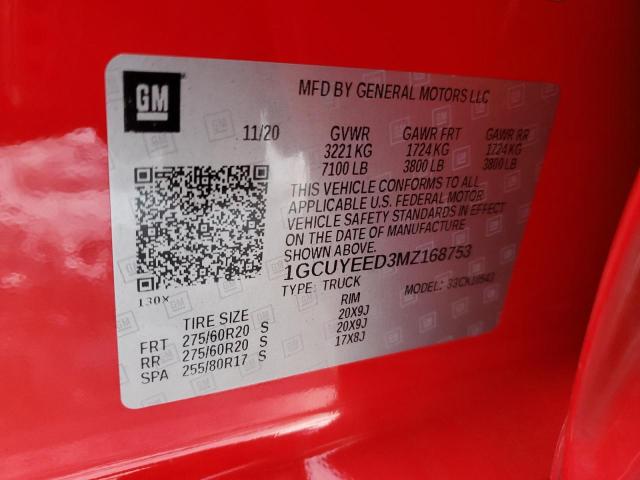 GM
MFD BY GENERAL MOTORS LLC
11/20 GVWR GAWR FRT GAWR RR
3221 KG 1724 KG 1724 KG
7100 LB 3800 LB 3800 LB
THIS VEHICLE CONFORMS TO ALL
APPLICABLE U.S. FEDERAL MOTOR
VEHICLE SAFETY STANDARDS IN EFFECT
ON THE DATE OF MANUFACTURE
SHOWN ABOVE.
1GCUYEED3MZ168753
TYPE: TRUCK MODEL:
130X
TIRE SIZE RIM
FRT 275/60R20 S 20X9J
RR 275/60R20 S 20X9J
SPA 255/80R17 S 17X8J